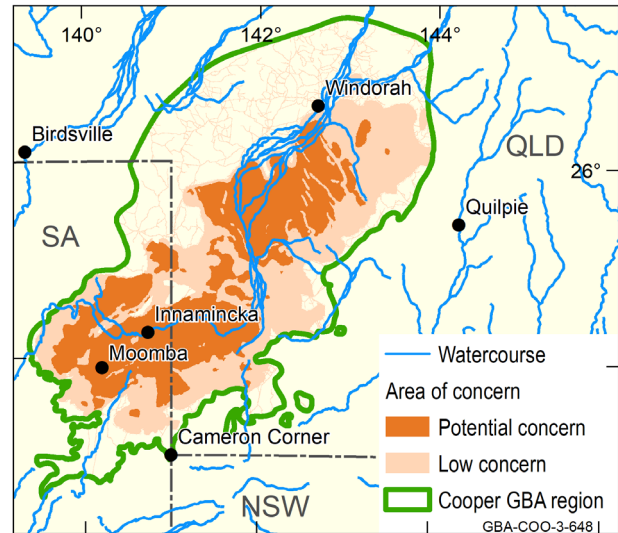 140° 142° 144°
Windorah
Birdsville
QLD
26°
Quilpie
SA
Innamincka
Moomba
Cameron Corner
NSW
Watercourse
Area of concern
Potential concern
Low concern
Cooper GBA region
GBA-COO-3-648